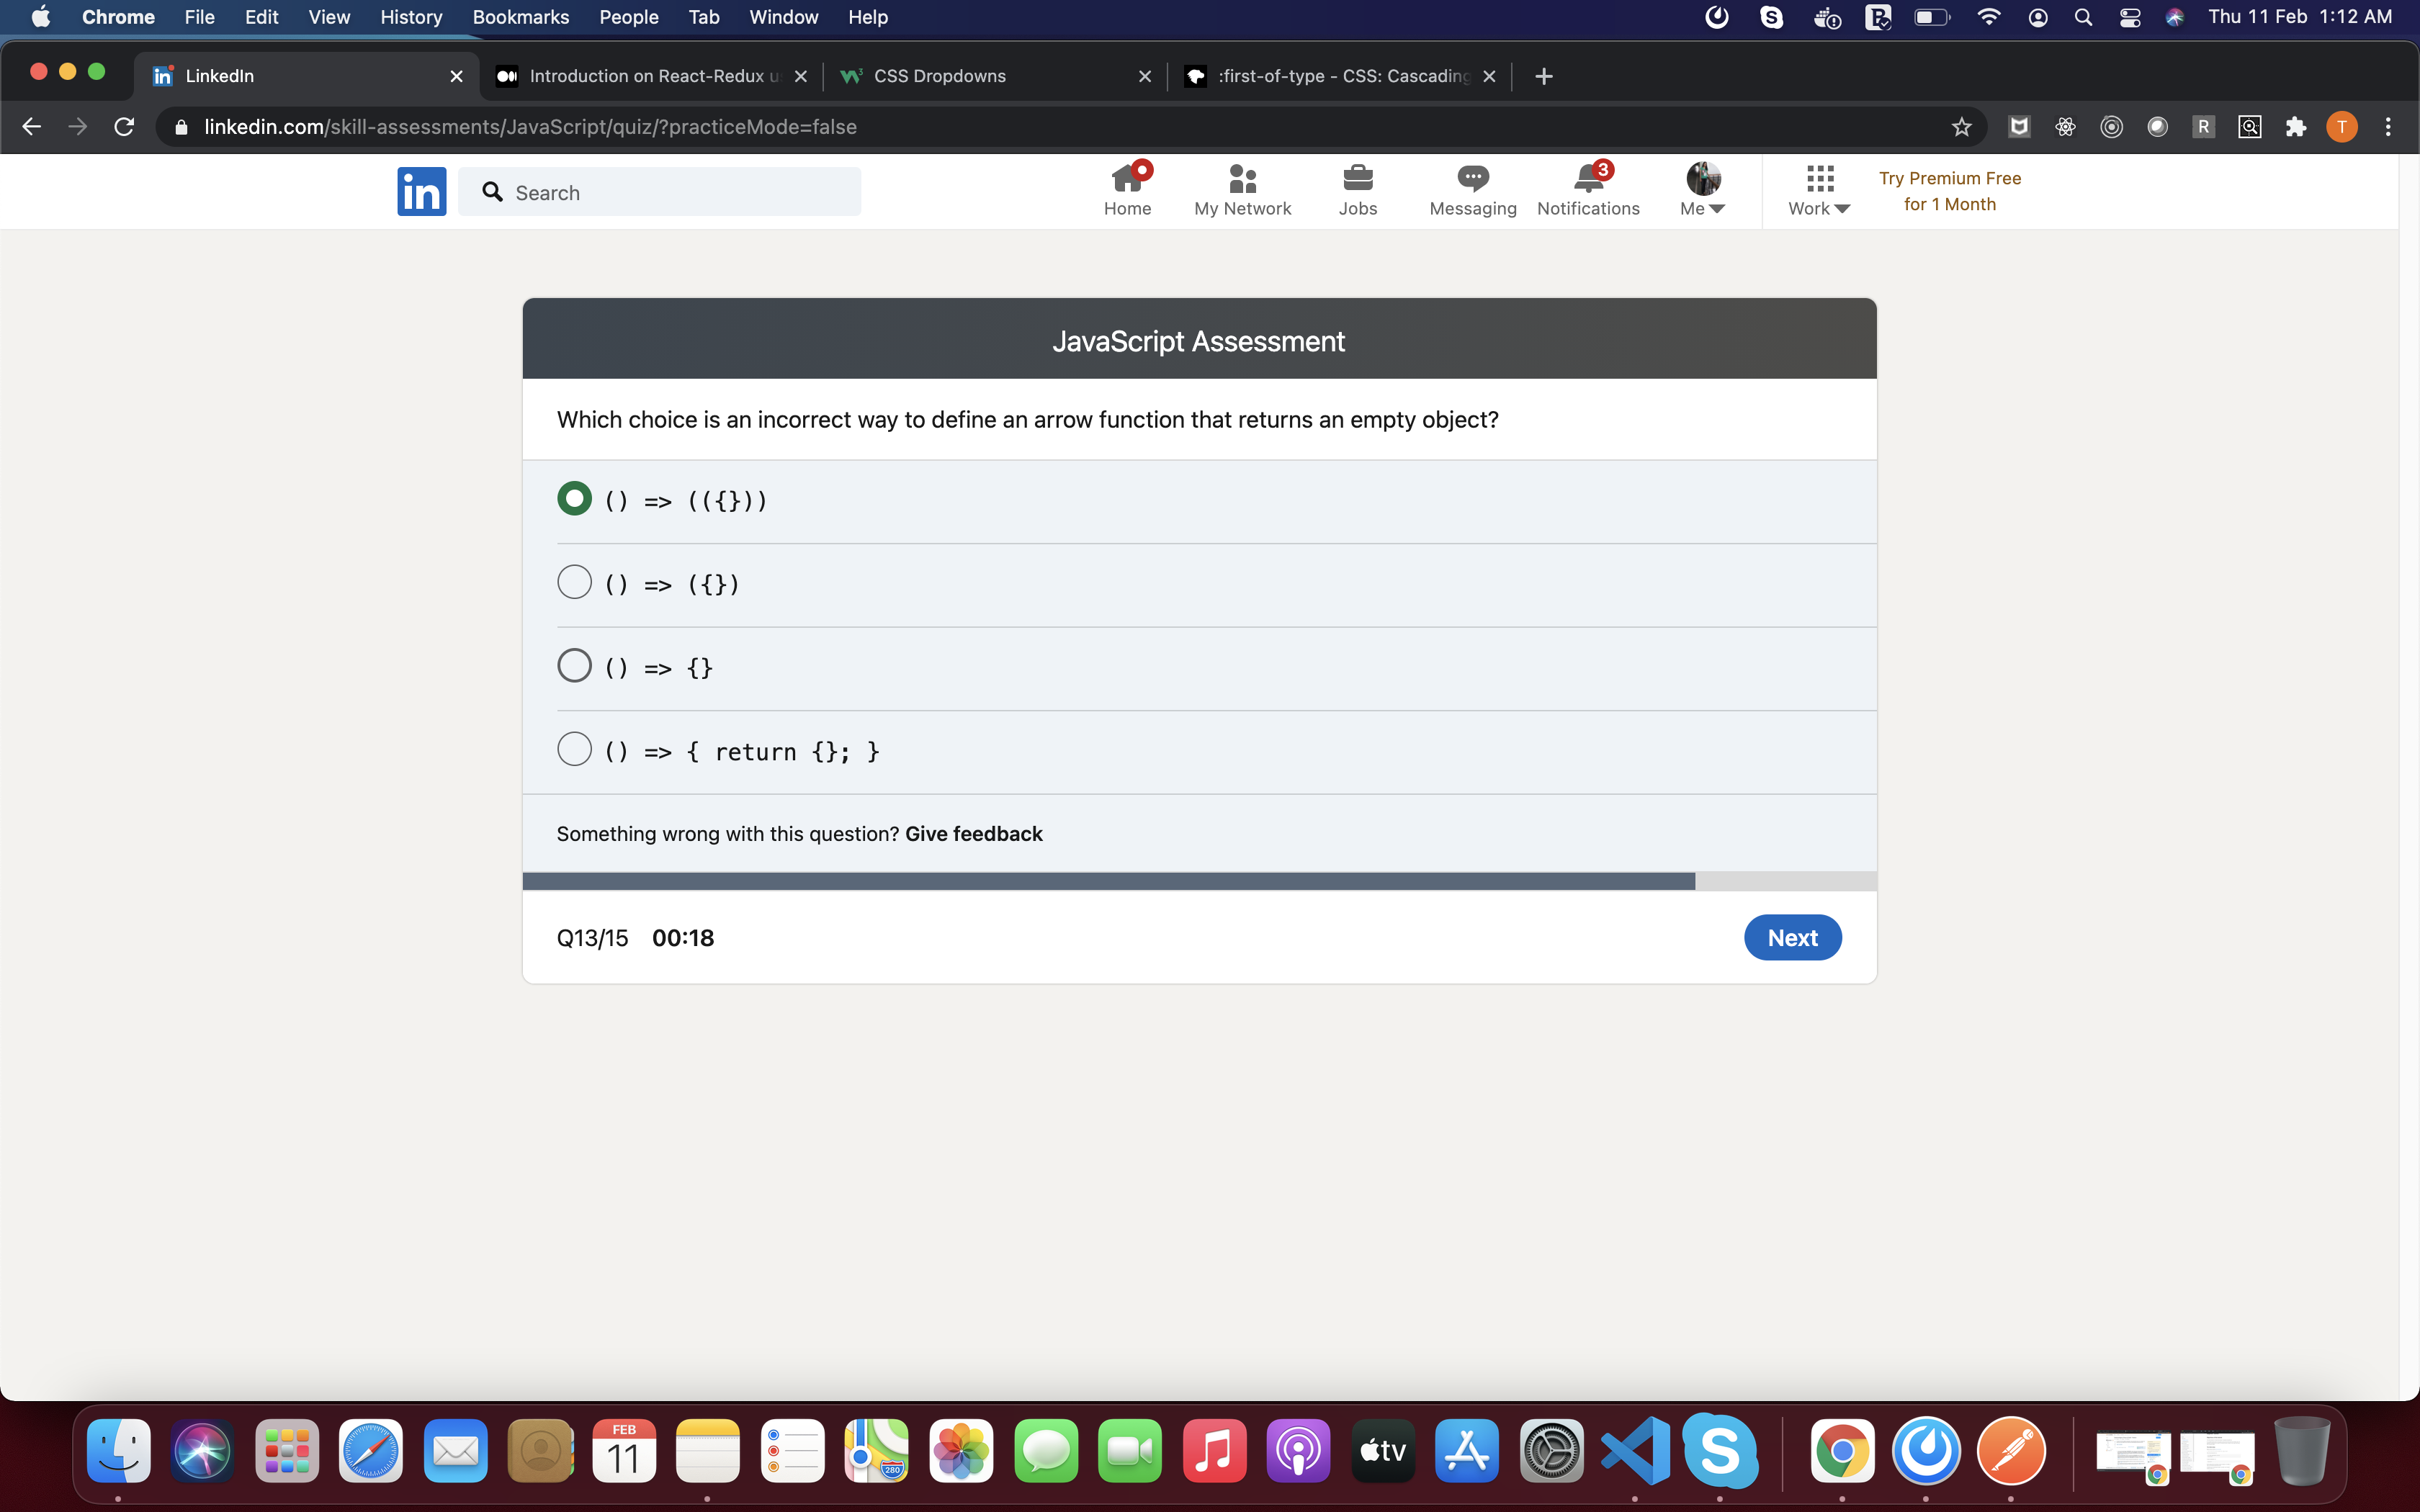 Chrome File Edit View History Bookmarks People Tab Window Help Thu 11 Feb 1:12 AM
LinkedIn Introduction on React-Redux u CSS Dropdowns :first-of-type - CSS: Cascading
linkedin.com/skill-assessments/JavaScript/quiz/?practiceMode=false R T
in Search Home My Network Jobs Messaging 3 Notifications Me Work Try Premium Free
for 1 Month
JavaScript Assessment
Which choice is an incorrect way to define an arrow function that returns an empty object?
() => (({}))
() => ({})
() => {}
() => { return {}; }
Something wrong with this question? Give feedback
Q13/15 00:18 Next
FEB
11
280
tv
S